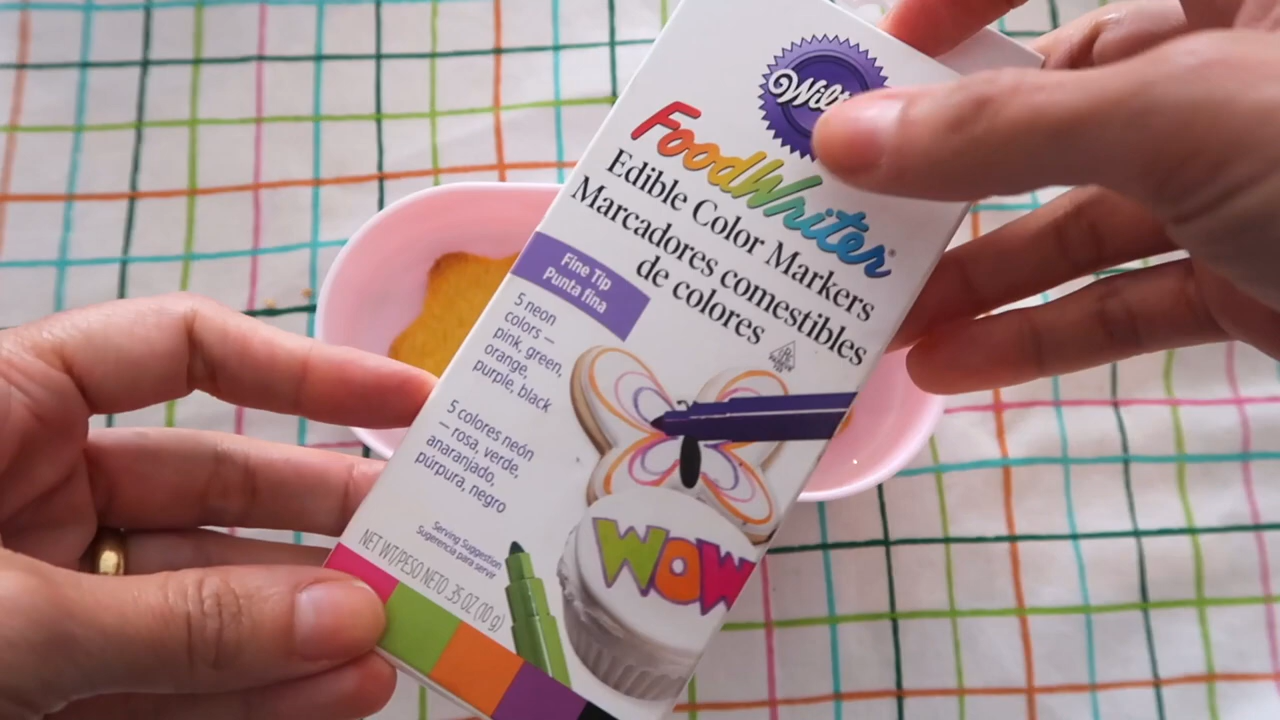 FoodWriter®
Edible Color Markers
Marcadores comestibles
de colores
Fine Tip
Punta fina
5 neon
colors —
pink, green,
orange,
purple, black
5 colores neón
— rosa, verde,
anaranjado,
púrpura, negro
Serving Suggestion
Sugerencia para servir
NET WT/PESO NETO .35 OZ (10 g)
WOW